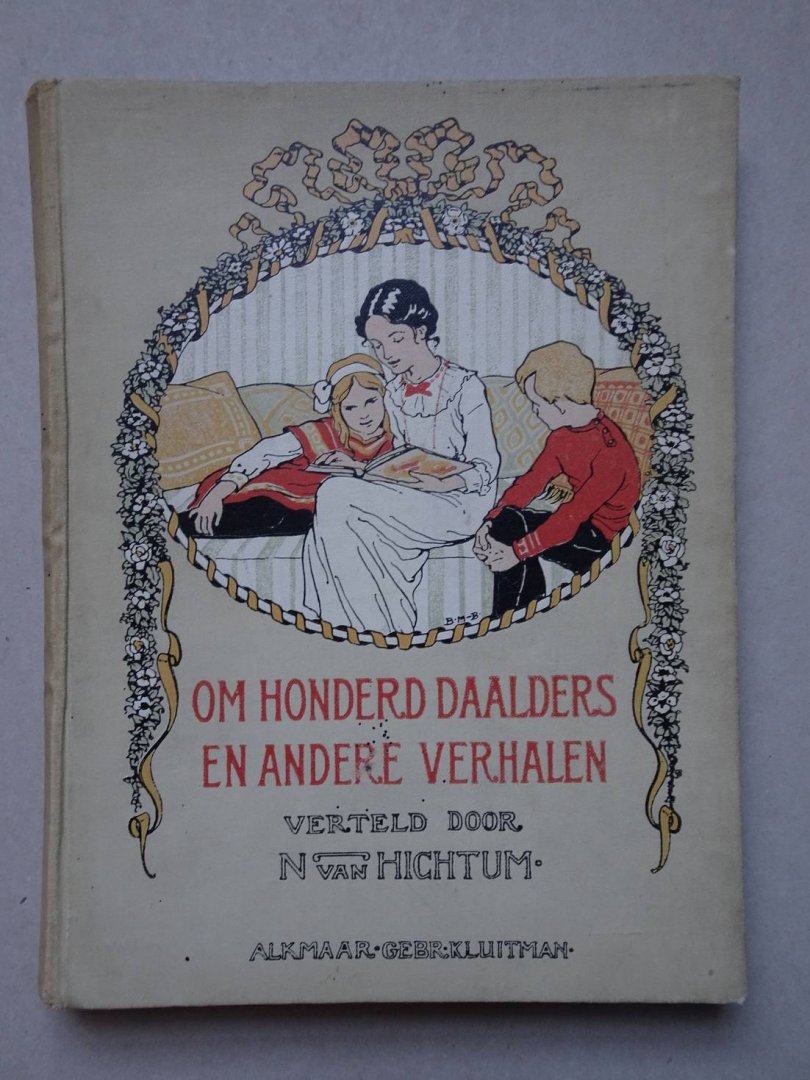 B-M-B-
OM HONDERD DAALDERS
EN ANDERE VERHALEN
VERTELD DOOR
N VAN HICHTUM·
ALKMAAR·GEBR·KLUITMAN·